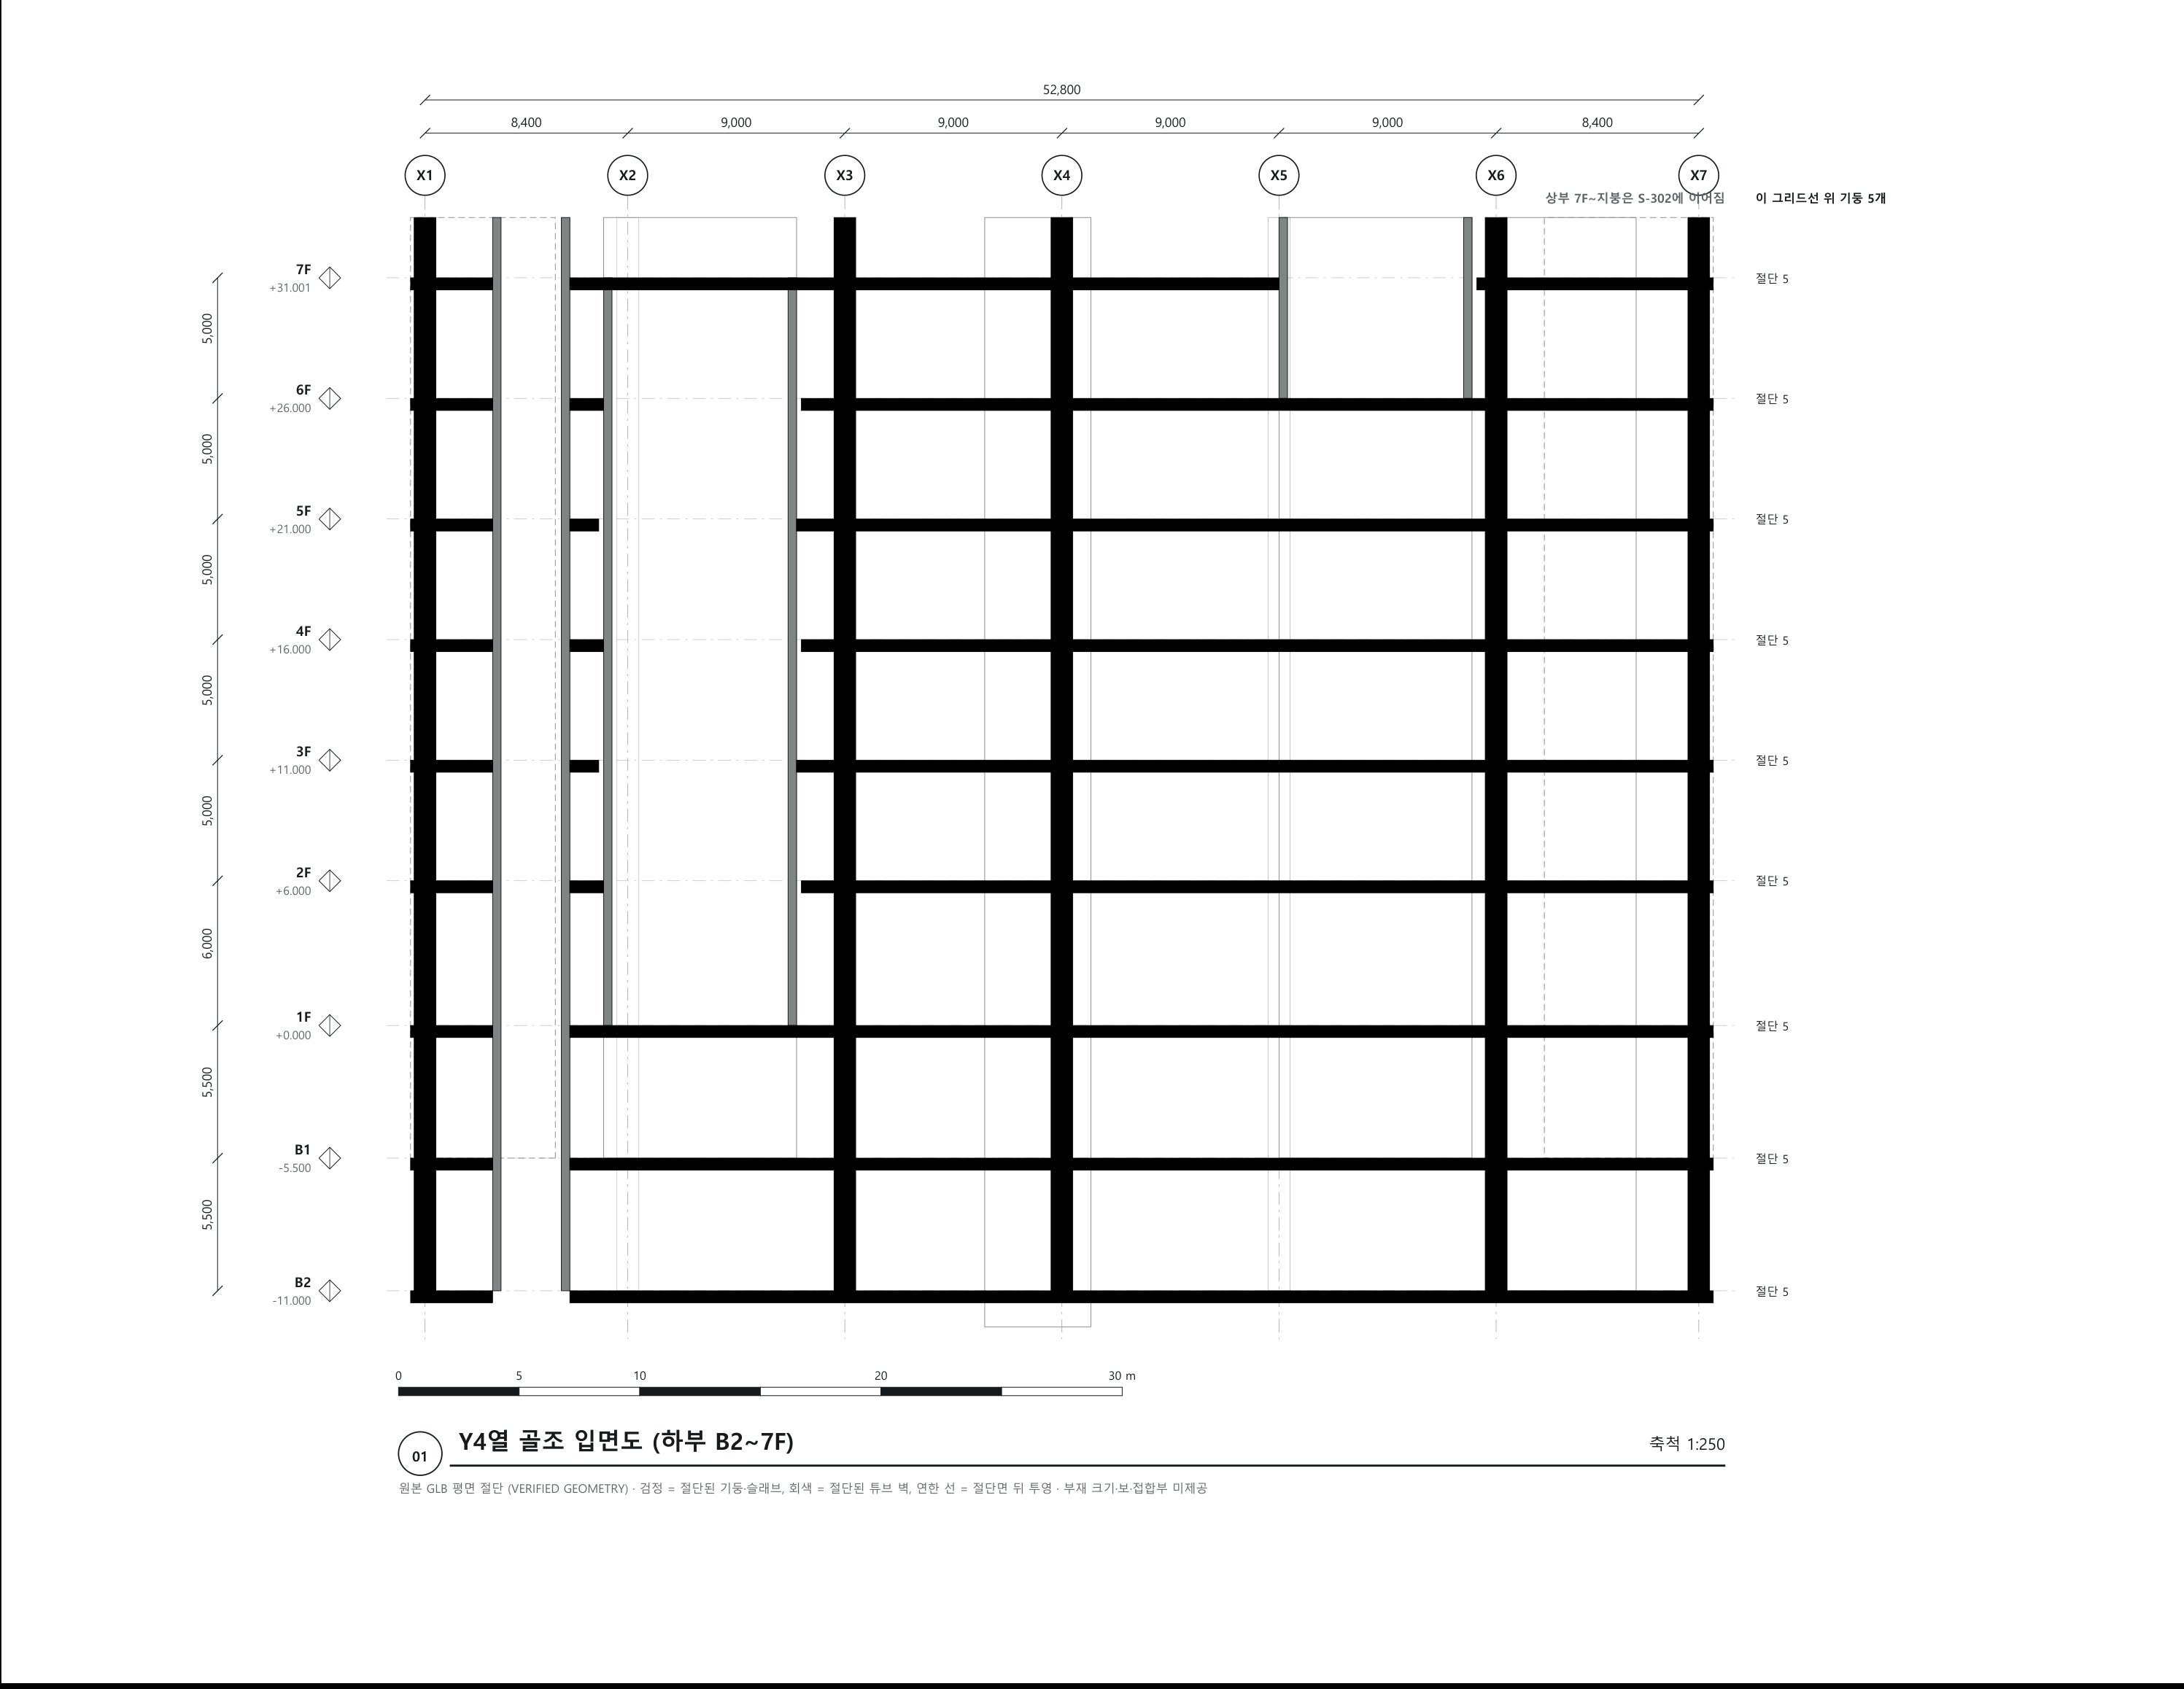 52,800
8,400 9,000 9,000 9,000 9,000 8,400
X1 X2 X3 X4 X5 X6 X7
상부 7F~지붕은 S-302에 이어짐 이 그리드선 위 기둥 5개
7F
+31.001
절단 5
5,000
6F
+26.000
절단 5
5,000
5F
+21.000
절단 5
5,000
4F
+16.000
절단 5
5,000
3F
+11.000
절단 5
5,000
2F
+6.000
절단 5
6,000
1F
+0.000
절단 5
5,500
B1
-5.500
절단 5
5,500
B2
-11.000
절단 5
0 5 10 20 30 m
01 Y4열 골조 입면도 (하부 B2~7F) 축척 1:250
원본 GLB 평면 절단 (VERIFIED GEOMETRY) · 검정 = 절단된 기둥·슬래브, 회색 = 절단된 튜브 벽, 연한 선 = 절단면 뒤 투영 · 부재 크기·보·접합부 미제공